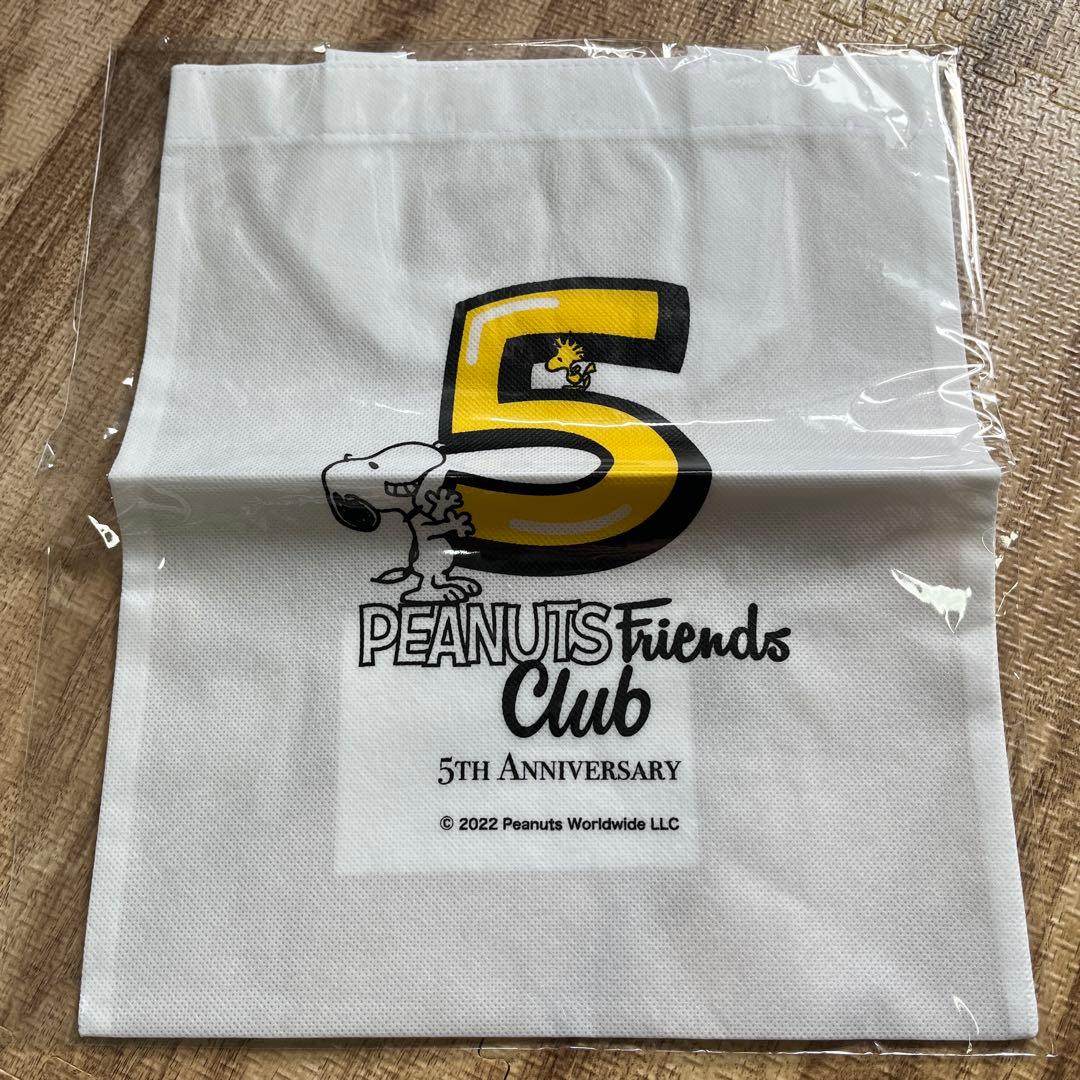 5
PEANUTS Friends
Club
5TH ANNIVERSARY
© 2022 Peanuts Worldwide LLC